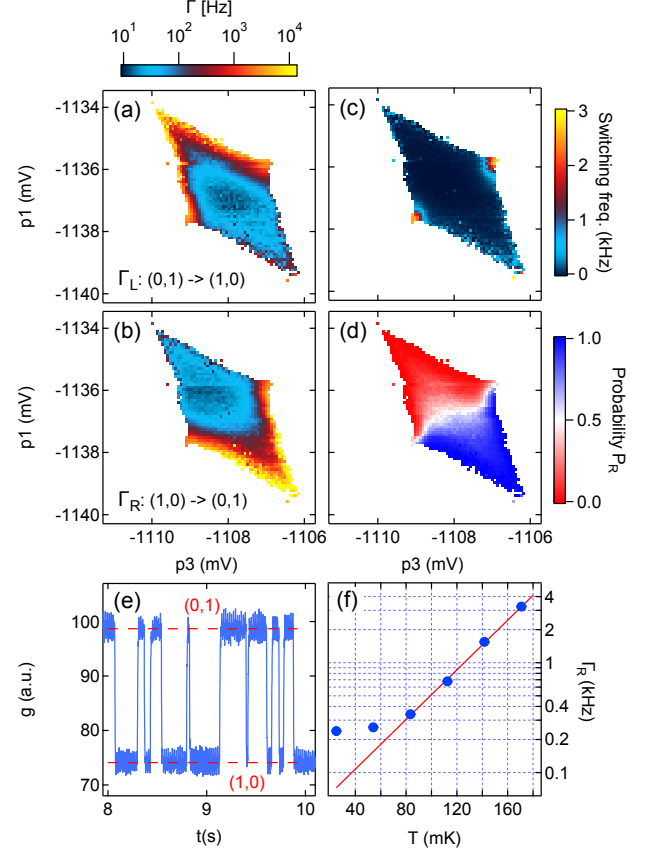 Γ [Hz]
10¹ 10² 10³ 10⁴
(a)
-1134
-1136
-1138
-1140
p1 (mV)
Γ_L: (0,1) -> (1,0)
(c)
3
2
1
0
Switching freq. (kHz)
(b)
-1134
-1136
-1138
-1140
p1 (mV)
Γ_R: (1,0) -> (0,1)
-1110 -1108 -1106
p3 (mV)
(d)
-1110 -1108 -1106
p3 (mV)
1.0
0.5
0.0
Probability P_R
(e)
(0,1)
(1,0)
100
90
80
70
g (a.u.)
8 9 10
t(s)
(f)
4
2
1
0.4
0.2
0.1
Γ_R (kHz)
40 80 120 160
T (mK)